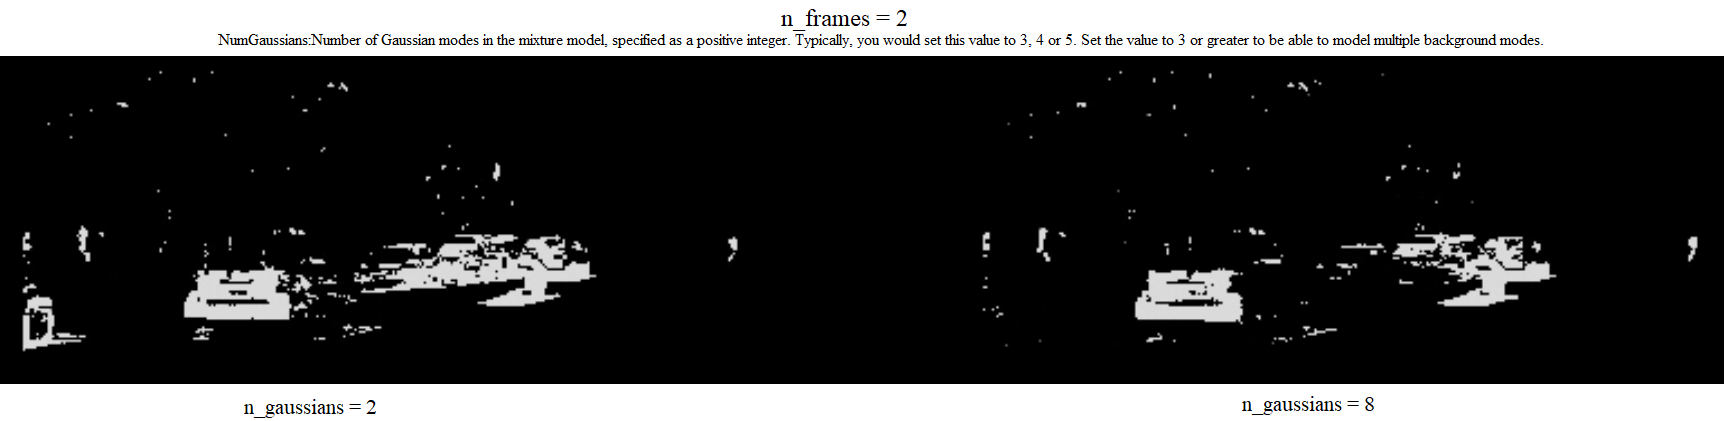 n_frames = 2
NumGaussians:Number of Gaussian modes in the mixture model, specified as a positive integer. Typically, you would set this value to 3, 4 or 5. Set the value to 3 or greater to be able to model multiple background modes.
n_gaussians = 2
n_gaussians = 8